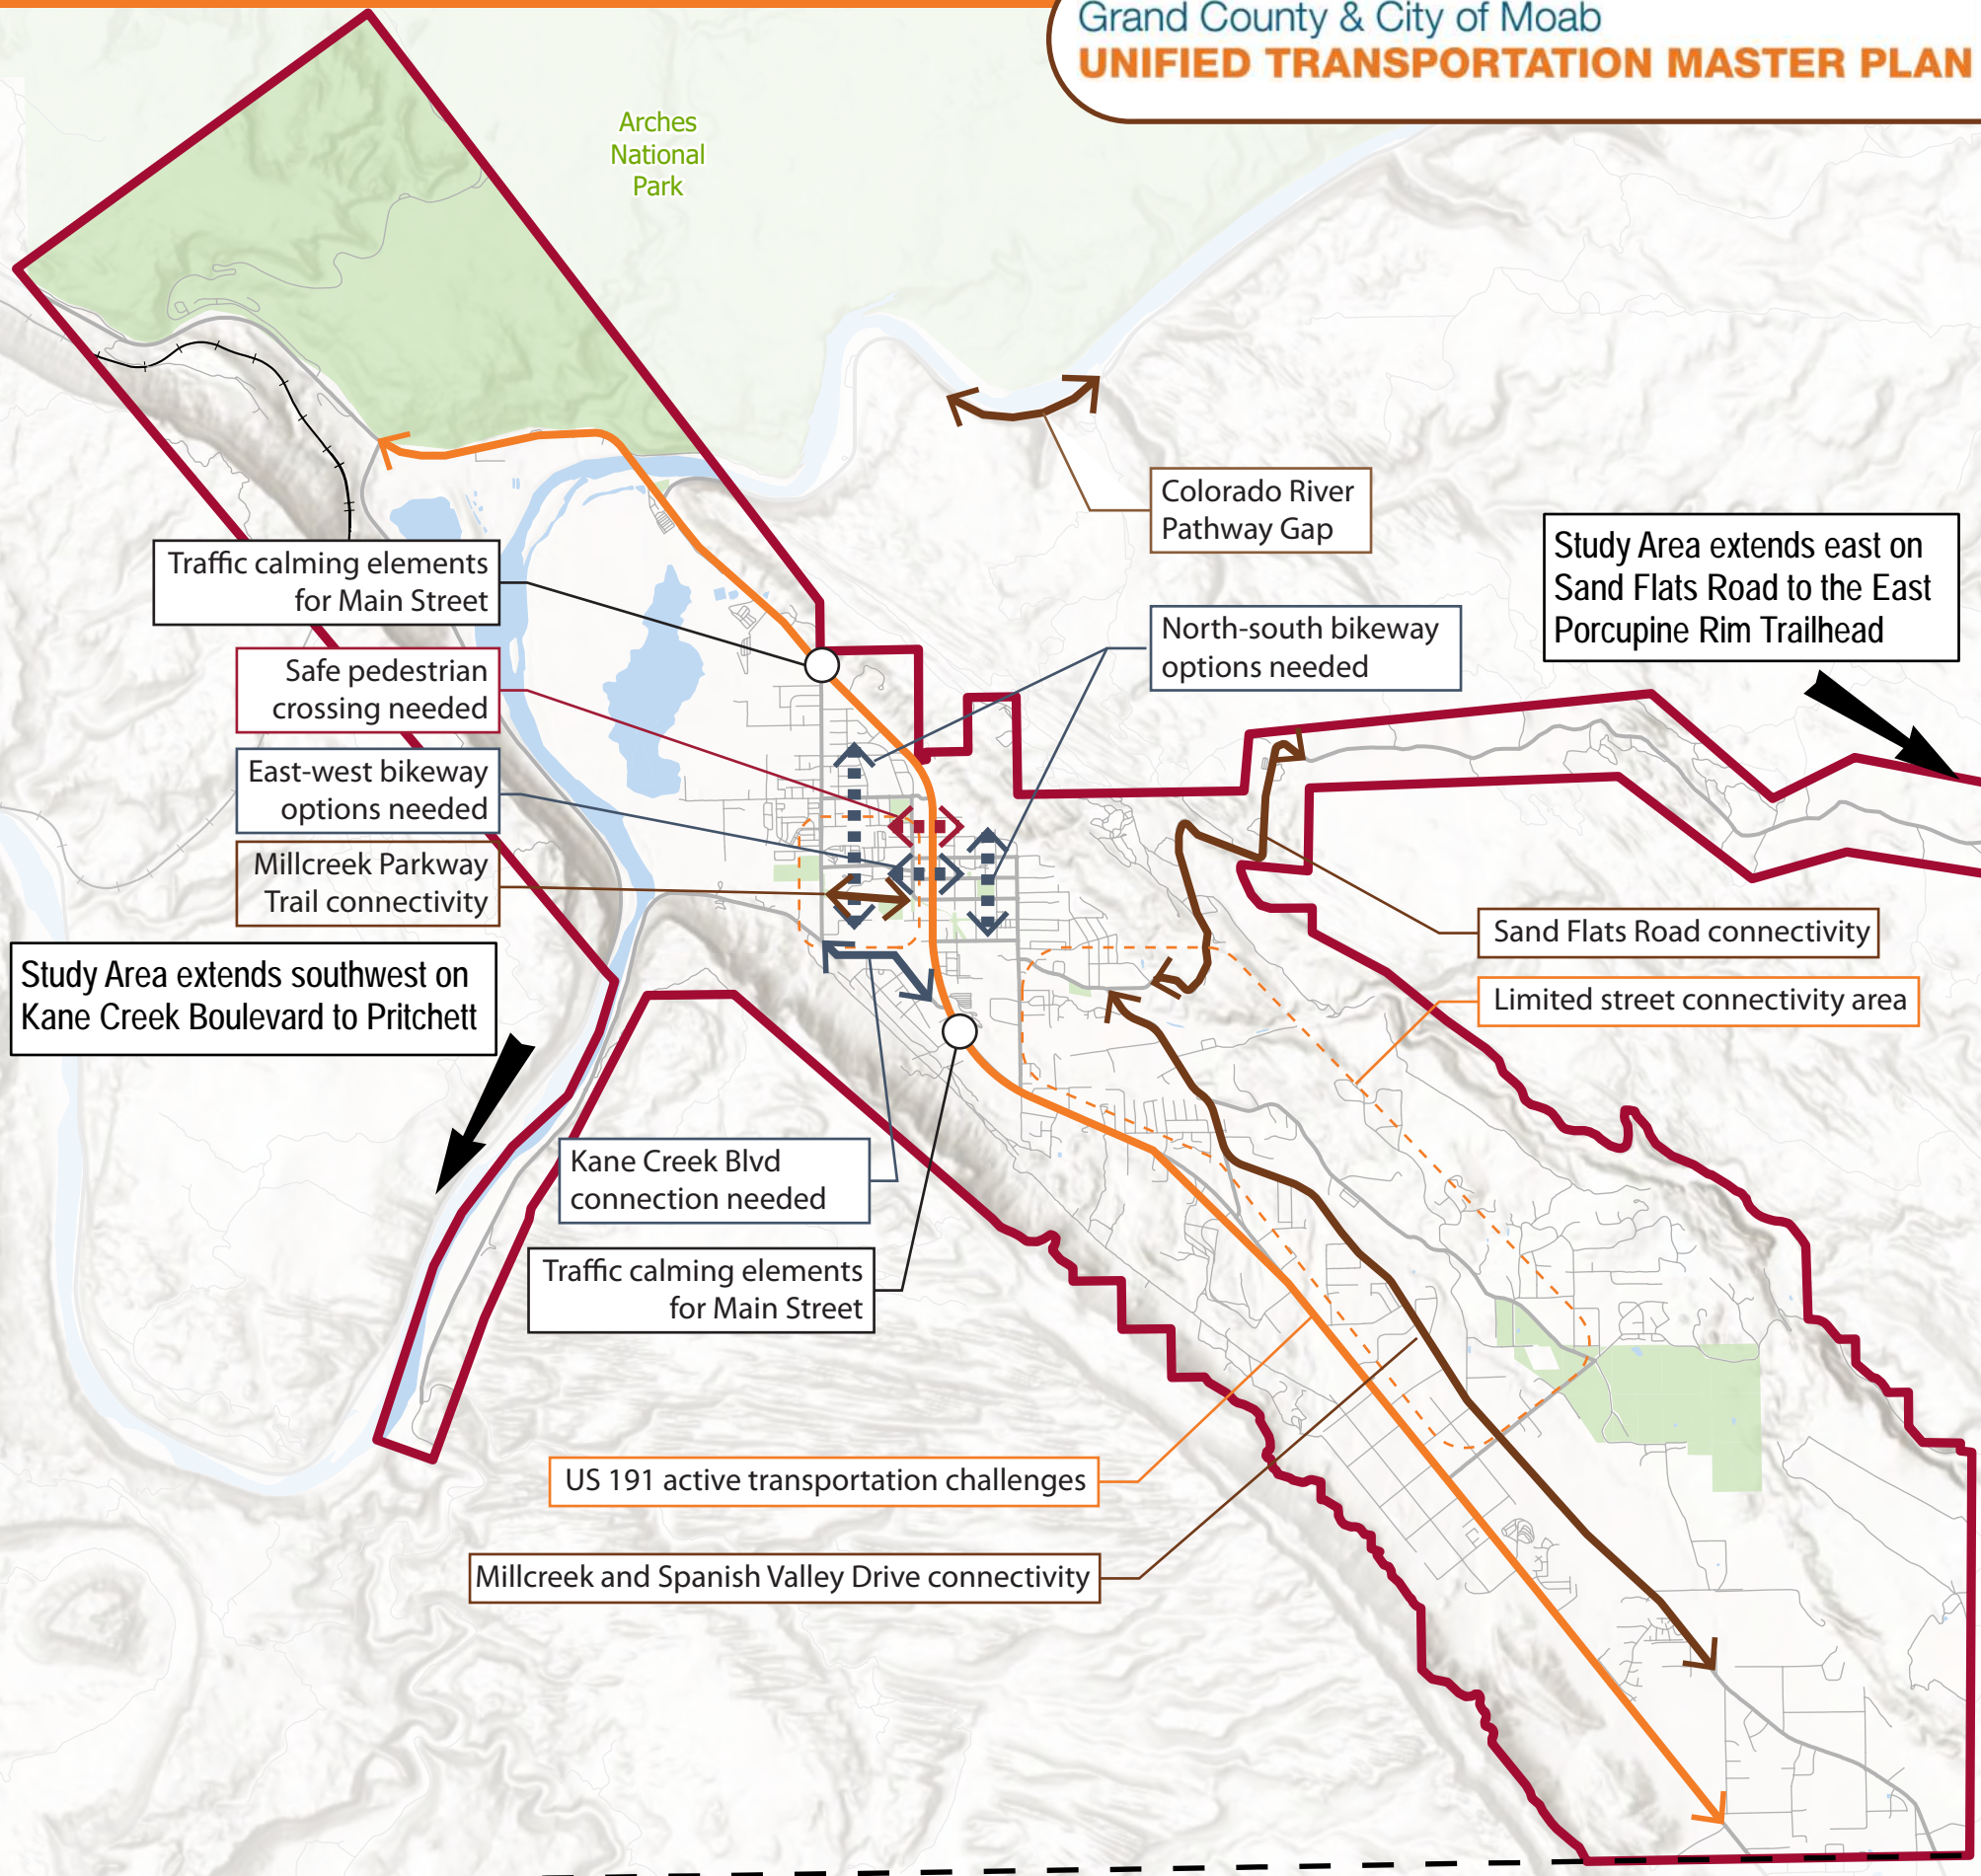 Grand County & City of Moab
UNIFIED TRANSPORTATION MASTER PLAN
Arches
National
Park
Colorado River
Pathway Gap
Study Area extends east on
Sand Flats Road to the East
Porcupine Rim Trailhead
Traffic calming elements
for Main Street
North-south bikeway
options needed
Safe pedestrian
crossing needed
East-west bikeway
options needed
Millcreek Parkway
Trail connectivity
Sand Flats Road connectivity
Study Area extends southwest on
Kane Creek Boulevard to Pritchett
Limited street connectivity area
Kane Creek Blvd
connection needed
Traffic calming elements
for Main Street
US 191 active transportation challenges
Millcreek and Spanish Valley Drive connectivity